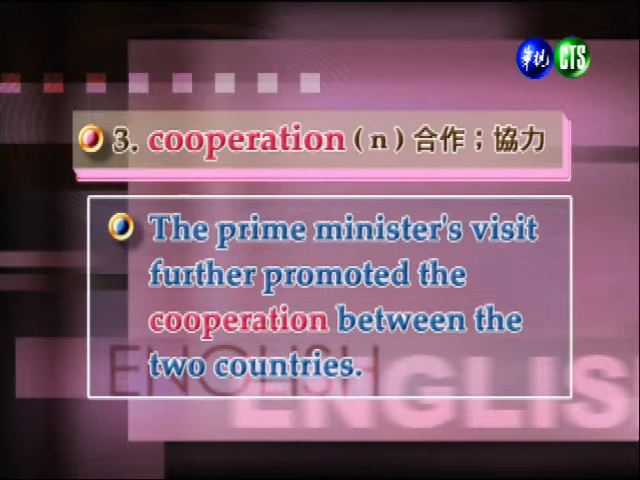 華視 CTS
3. cooperation (n) 合作；協力
The prime minister's visit
further promoted the
cooperation between the
two countries.
ENGLISH
ENGLIS